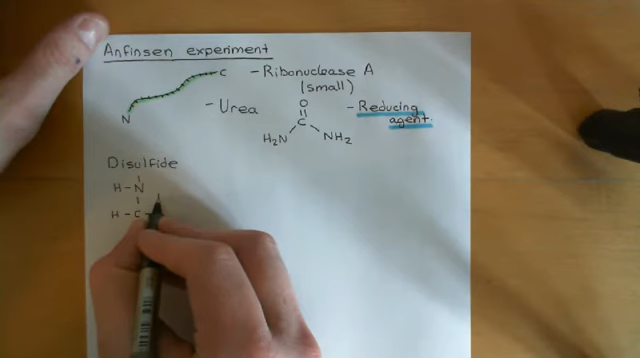 Anfinsen experiment
C - Ribonuclease A
(small)
N
- Urea
O
C
H2N NH2
- Reducing
agent.
Disulfide
H - N
H - C